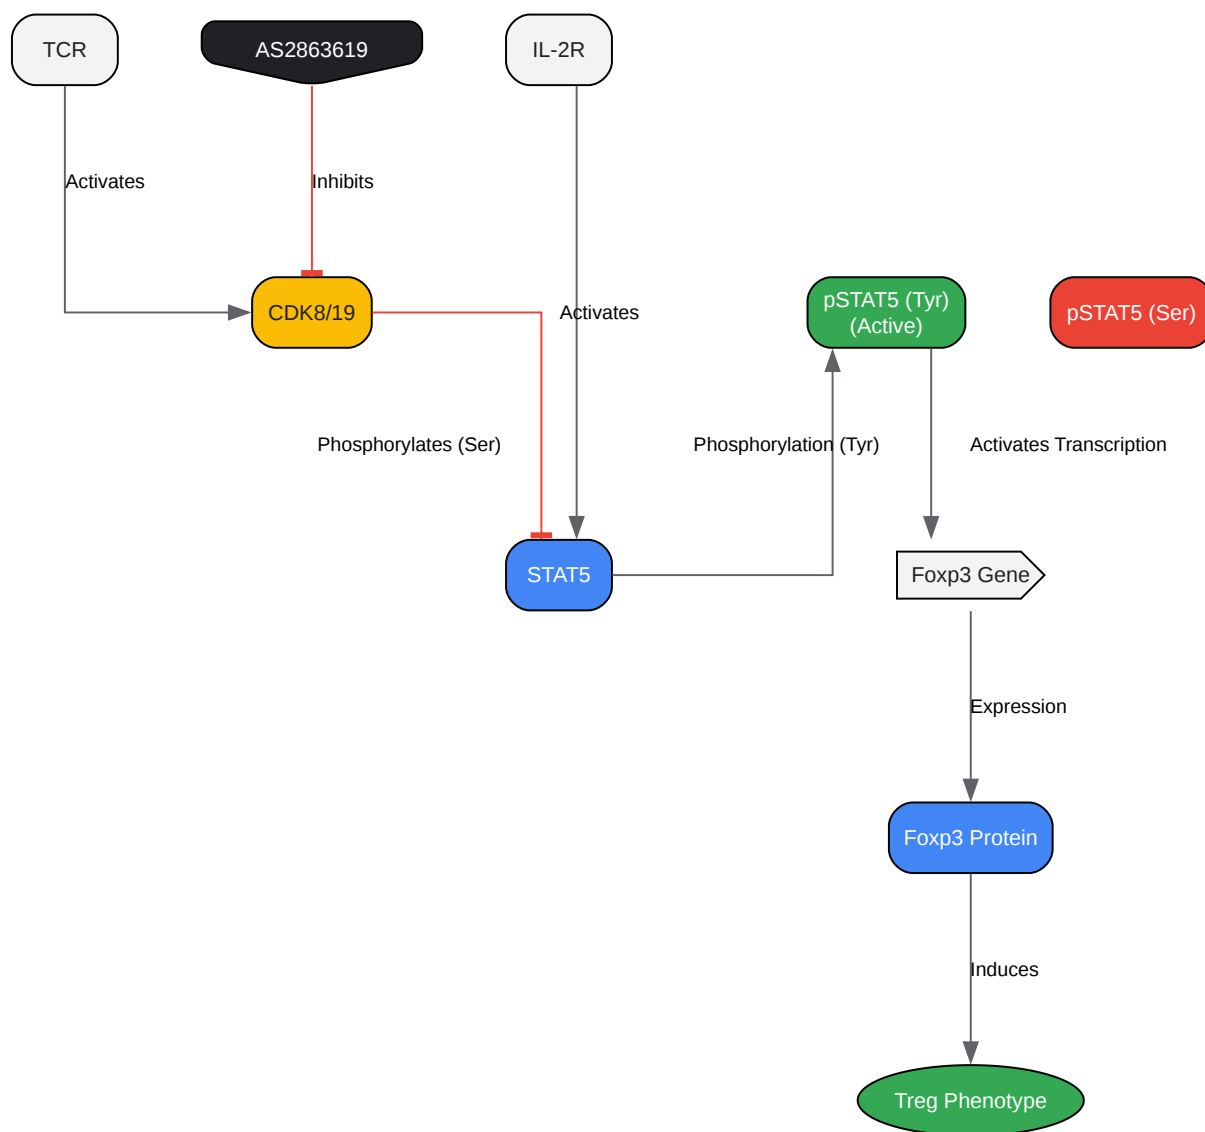 TCR
AS2863619
IL-2R
Activates
Inhibits
CDK8/19
Activates
pSTAT5 (Tyr)
(Active)
pSTAT5 (Ser)
Phosphorylates (Ser)
Phosphorylation (Tyr)
Activates Transcription
STAT5
Foxp3 Gene
Expression
Foxp3 Protein
Induces
Treg Phenotype